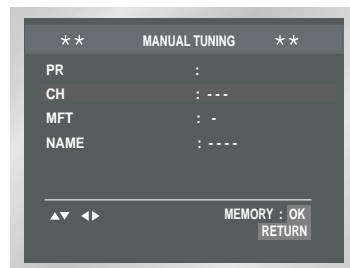 ** MANUAL TUNING **
PR :
CH : ---
MFT : -
NAME : ----
▲▼ ◀▶ MEMORY : OK
RETURN